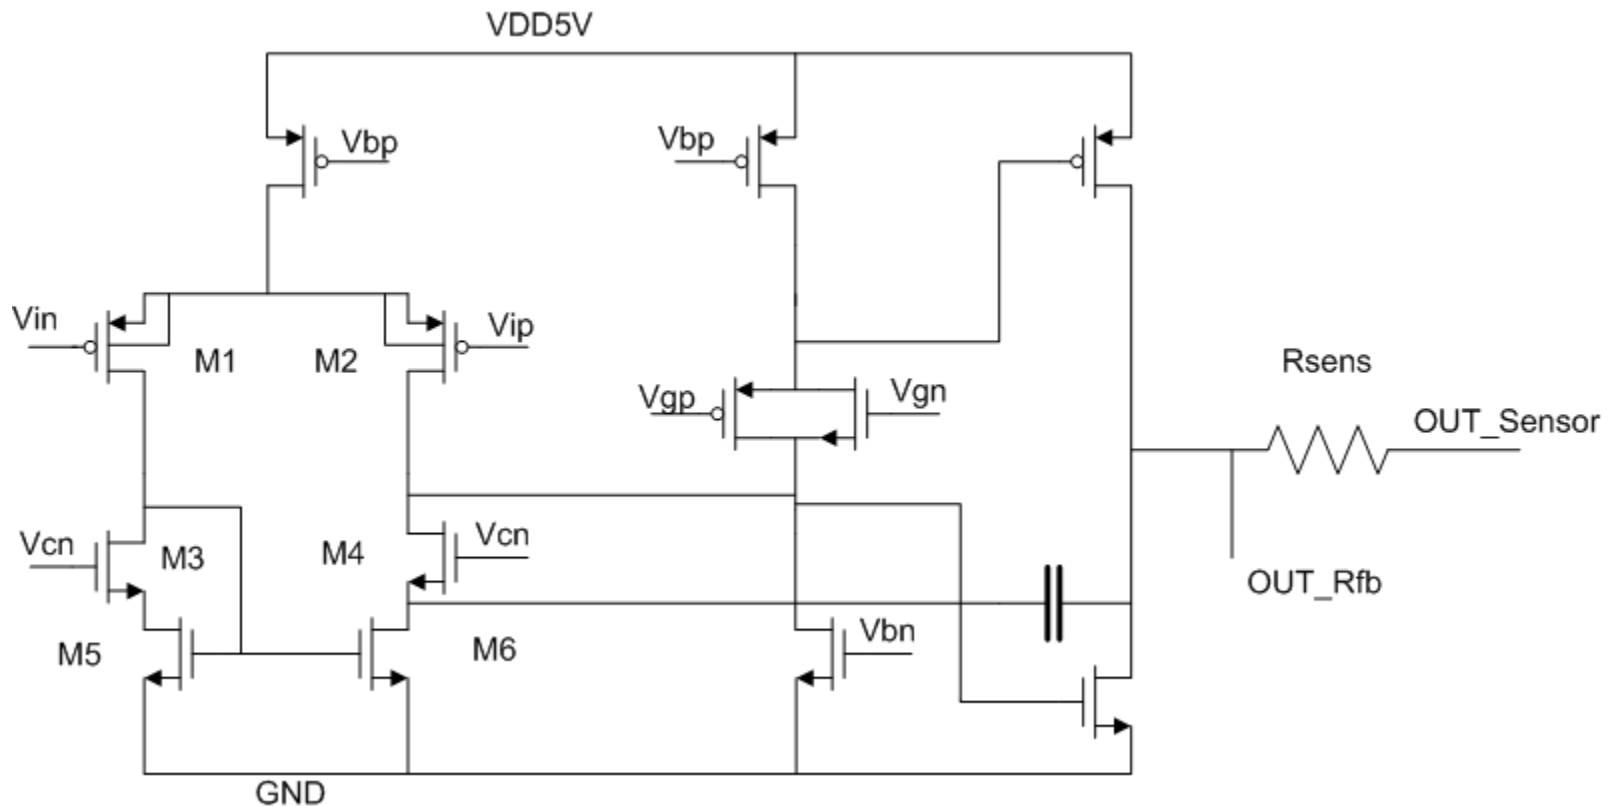 VDD5V
Vbp
Vbp
Vin
M1
M2
Vip
Vgp
Vgn
Rsens
OUT_Sensor
Vcn
M3
M4
Vcn
OUT_Rfb
M5
M6
Vbn
GND